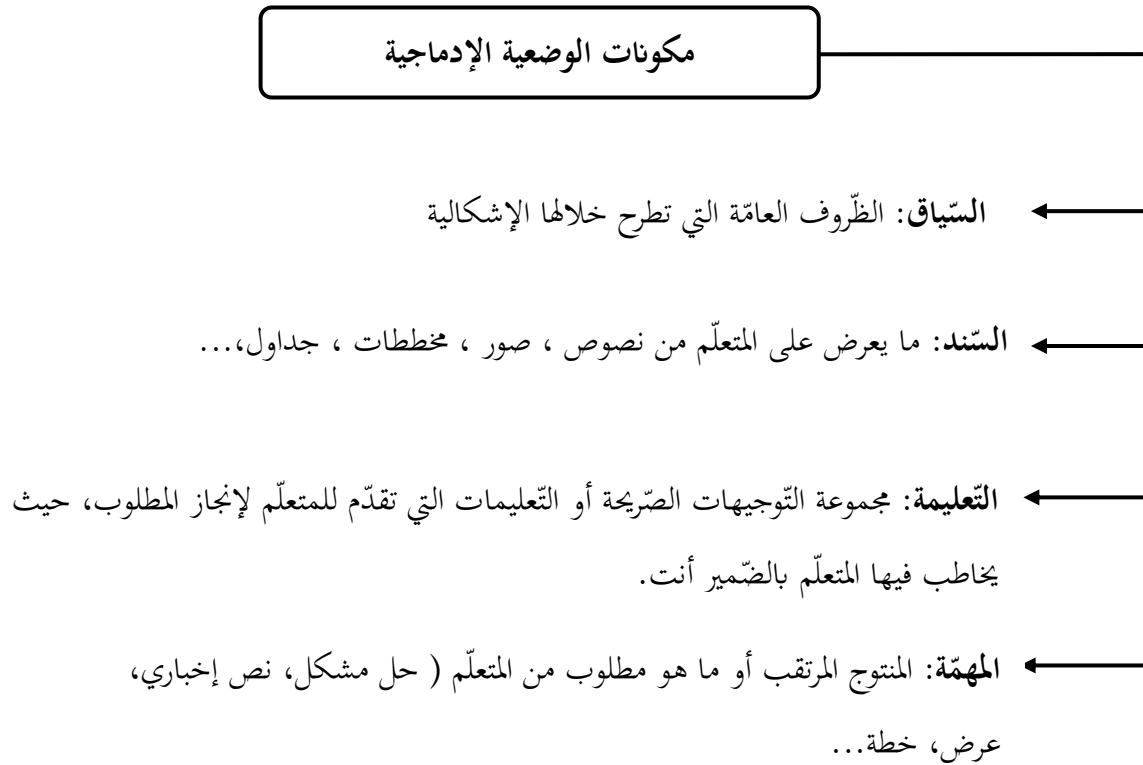 مكونات الوضعية الإدماجية
السّياق: الظّروف العامّة التي تطرح خلالها الإشكالية
السّند: ما يعرض على المتعلّم من نصوص ، صور ، مخططات ، جداول،...
التّعليمة: مجموعة التّوجيهات الصّريحة أو التّعليمات التي تقدّم للمتعلّم لإنجاز المطلوب، حيث
يخاطب فيها المتعلّم بالضّمير أنت.
المهمّة: المنتوج المرتقب أو ما هو مطلوب من المتعلّم ( حل مشكل، نص إخباري،
عرض، خطة...